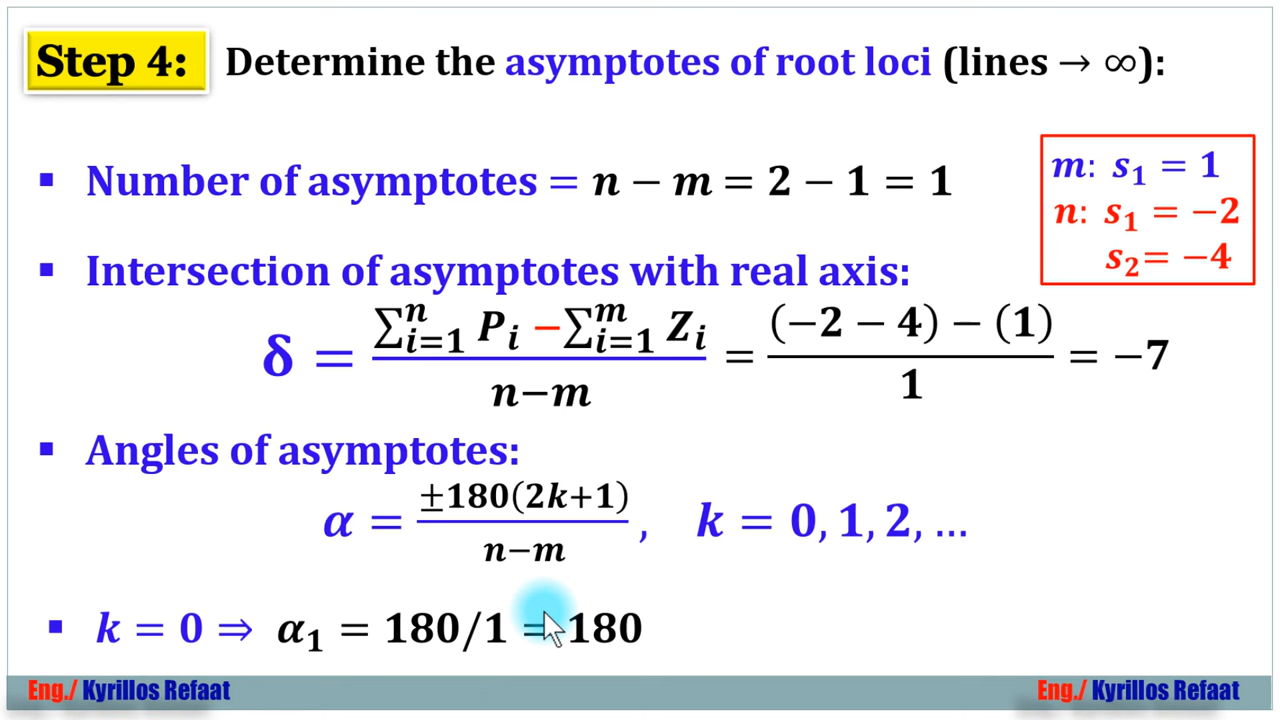 Step 4: Determine the asymptotes of root loci (lines → ∞):
▪ Number of asymptotes = n − m = 2 − 1 = 1
m: s₁ = 1
n: s₁ = −2
s₂= −4
▪ Intersection of asymptotes with real axis:
δ = (∑ⁿᵢ₌₁ Pᵢ −∑ᵐᵢ₌₁ Zᵢ)/(n−m) = ((−2 − 4) − (1))/1 = −7
▪ Angles of asymptotes:
α = ±180(2k+1)/(n−m) , k = 0, 1, 2, …
▪ k = 0 ⇒ α₁ = 180/1 = 180
Eng./ Kyrillos Refaat
Eng./ Kyrillos Refaat